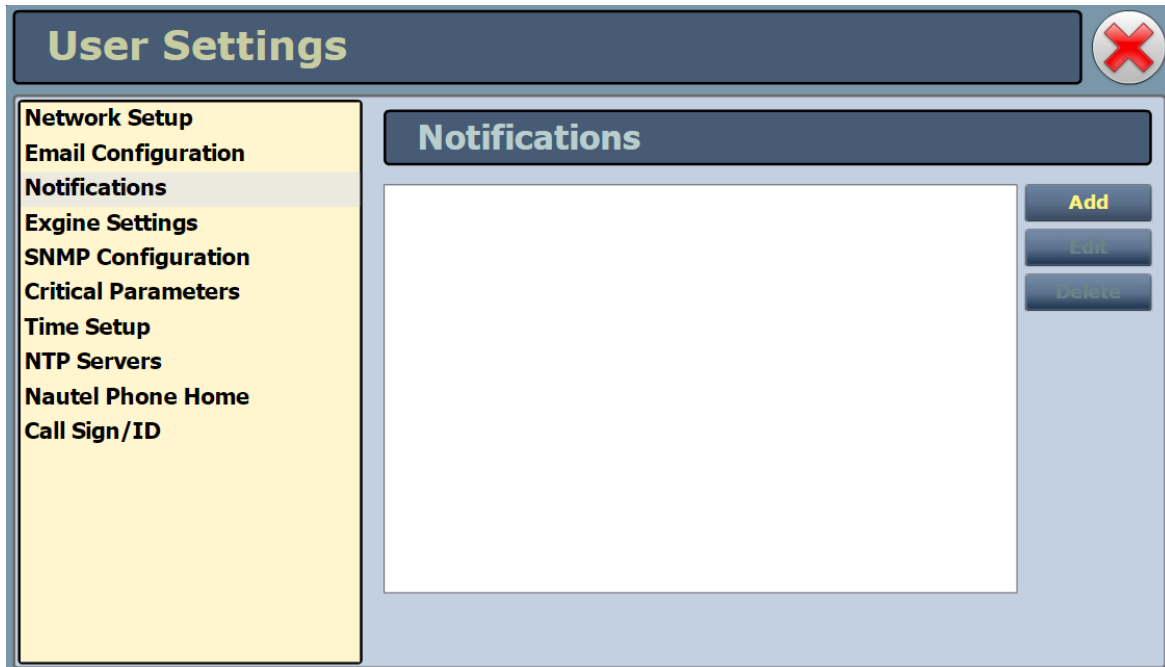 User Settings
Network Setup
Email Configuration
Notifications
Exgine Settings
SNMP Configuration
Critical Parameters
Time Setup
NTP Servers
Nautel Phone Home
Call Sign/ID
Notifications
Add
Edit
Delete